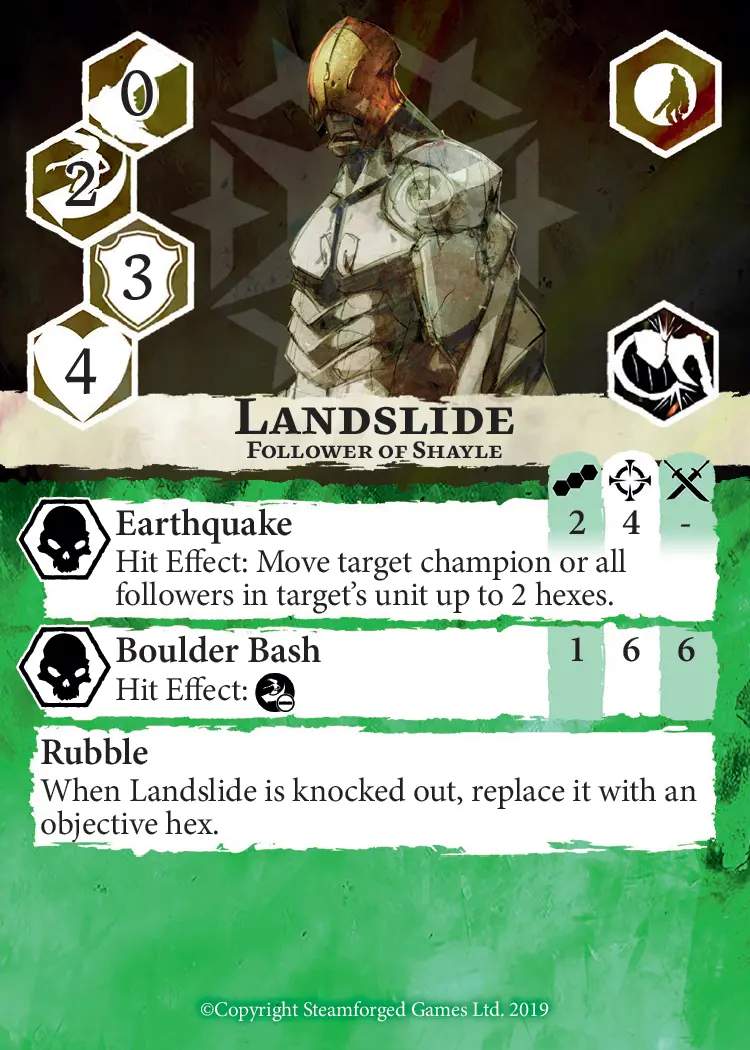 0
2
3
4
Landslide
Follower of Shayle
Earthquake 2 4 -
Hit Effect: Move target champion or all
followers in target's unit up to 2 hexes.
Boulder Bash 1 6 6
Hit Effect:
Rubble
When Landslide is knocked out, replace it with an
objective hex.
©Copyright Steamforged Games Ltd. 2019